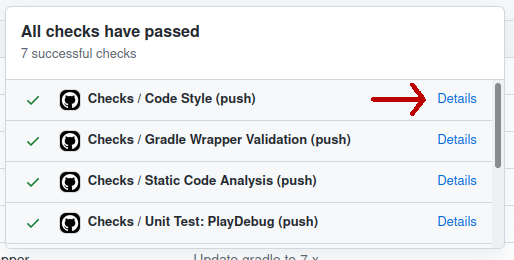 All checks have passed
7 successful checks
Checks / Code Style (push) Details
Checks / Gradle Wrapper Validation (push) Details
Checks / Static Code Analysis (push) Details
Checks / Unit Test: PlayDebug (push) Details
pper Update gradle to 7.x